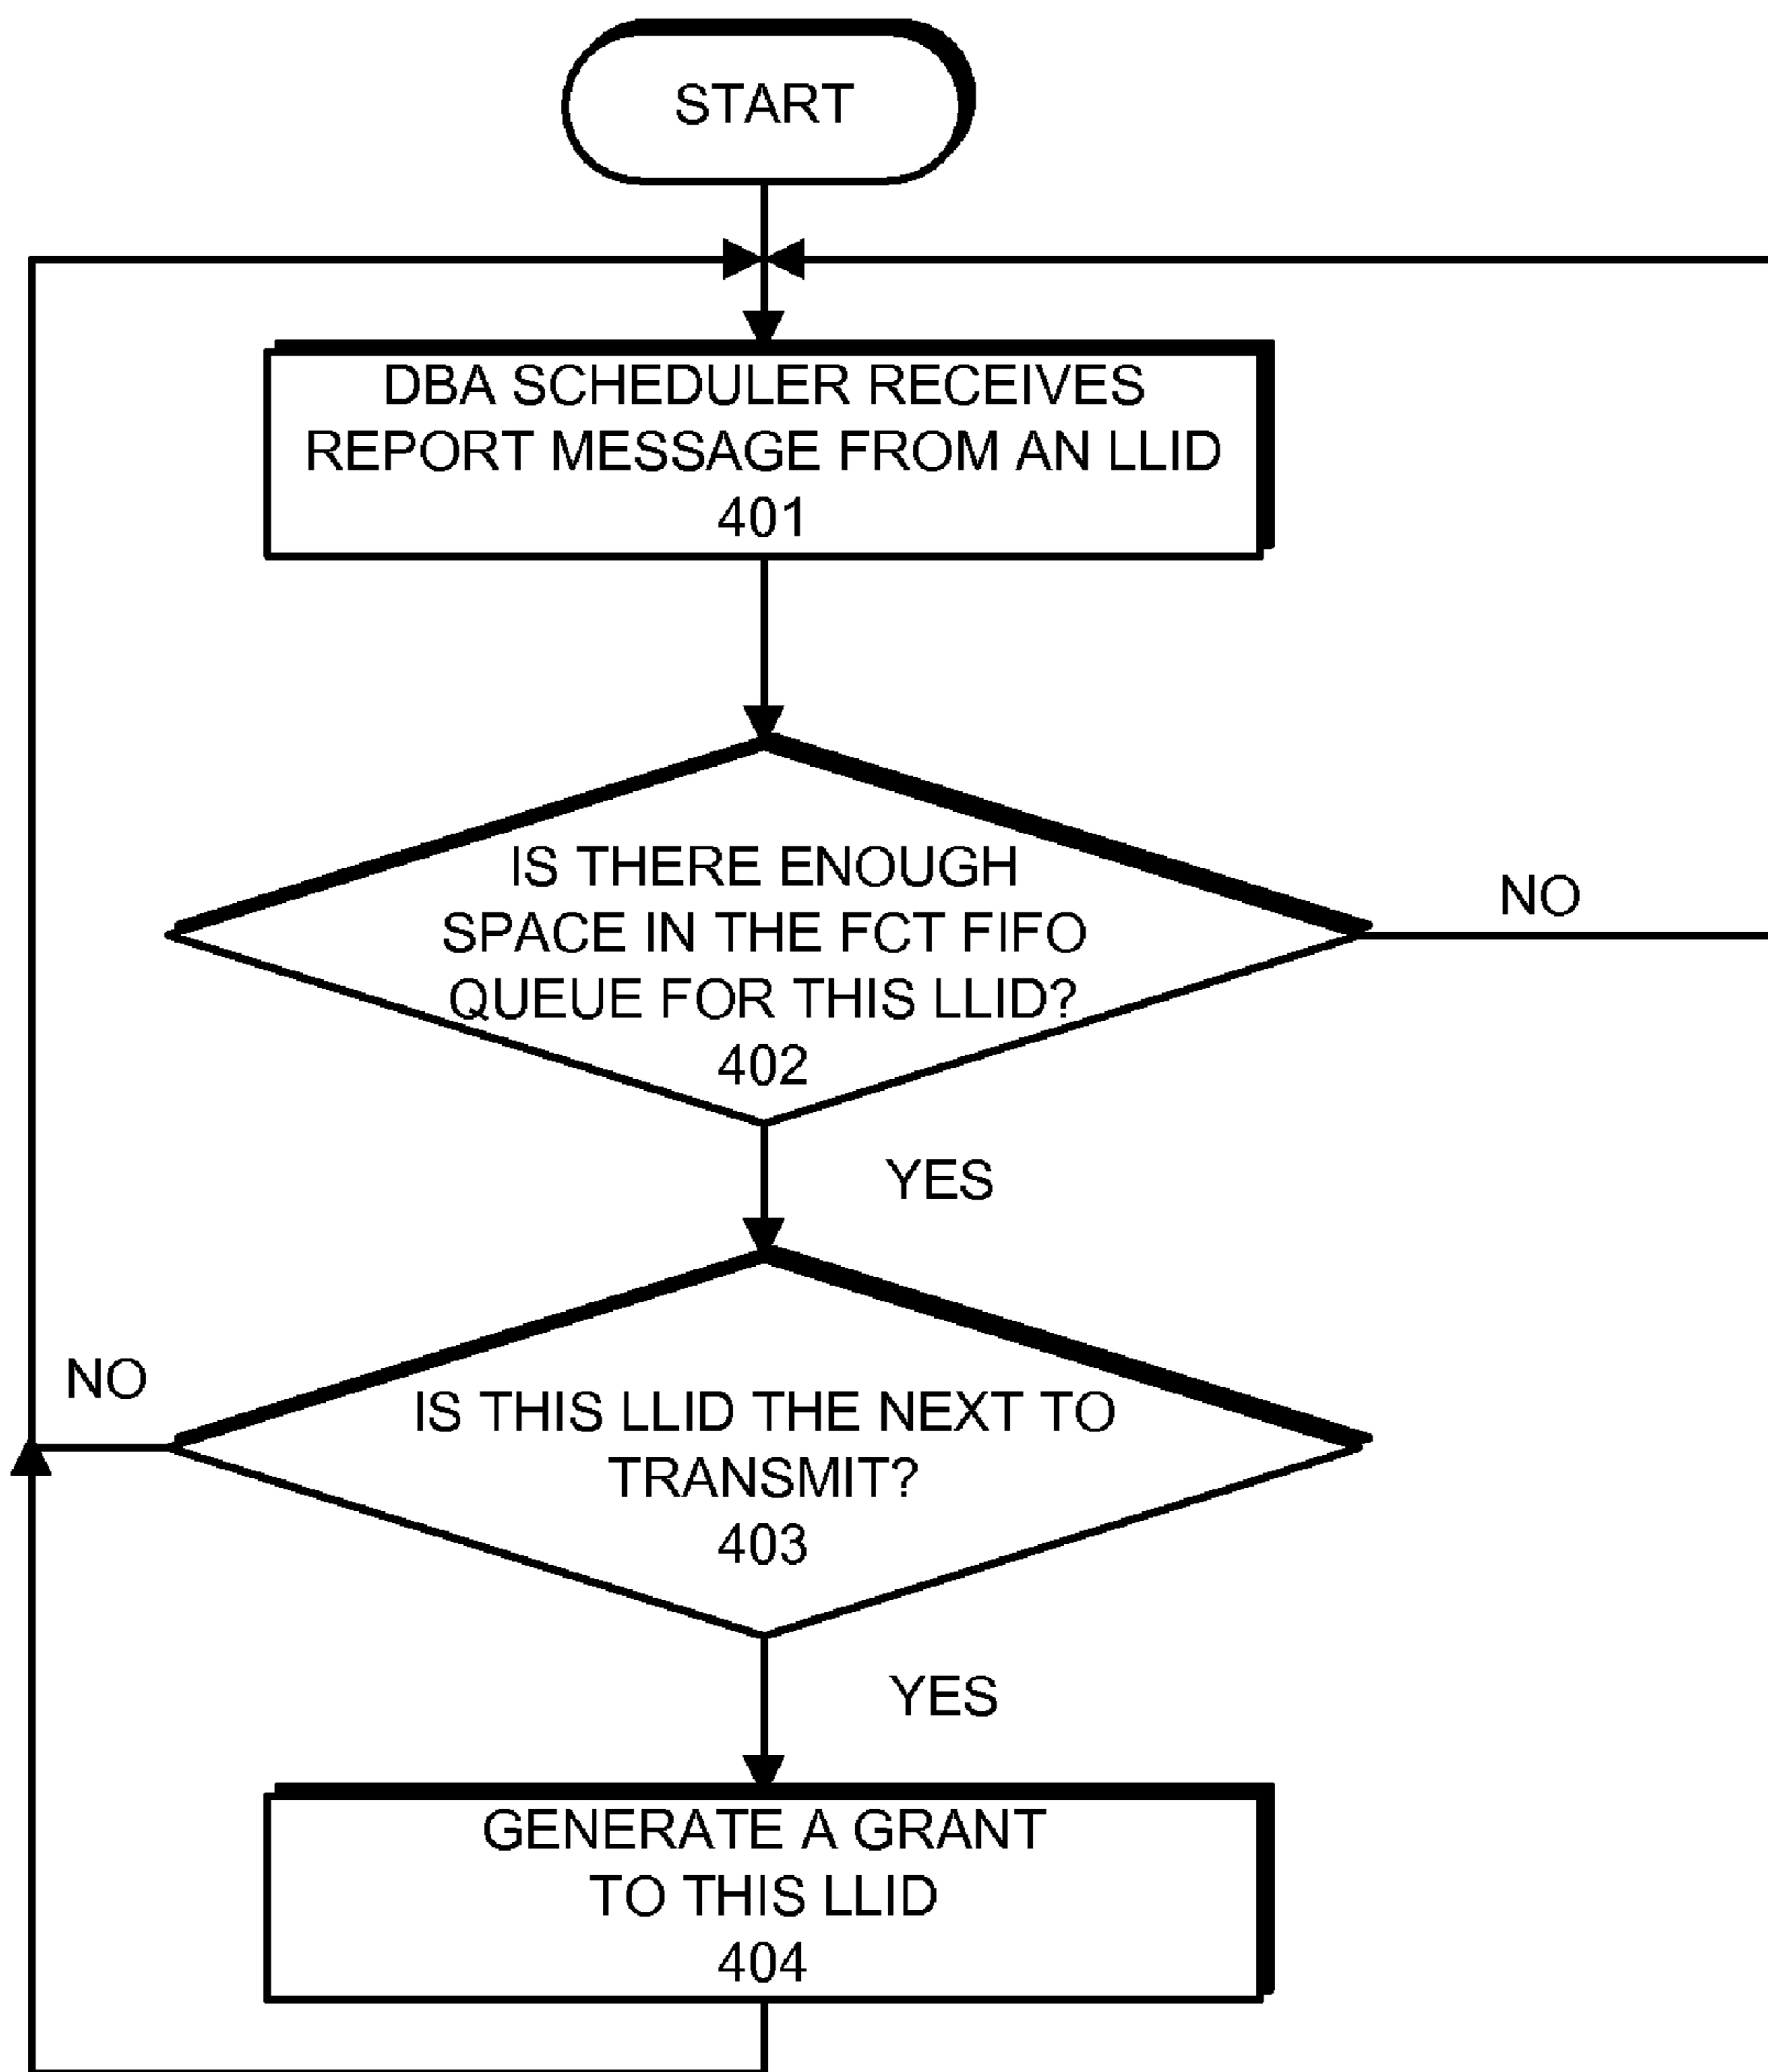 START
DBA SCHEDULER RECEIVES
REPORT MESSAGE FROM AN LLID
401
IS THERE ENOUGH
SPACE IN THE FCT FIFO
QUEUE FOR THIS LLID?
402
NO
YES
NO
IS THIS LLID THE NEXT TO
TRANSMIT?
403
YES
GENERATE A GRANT
TO THIS LLID
404